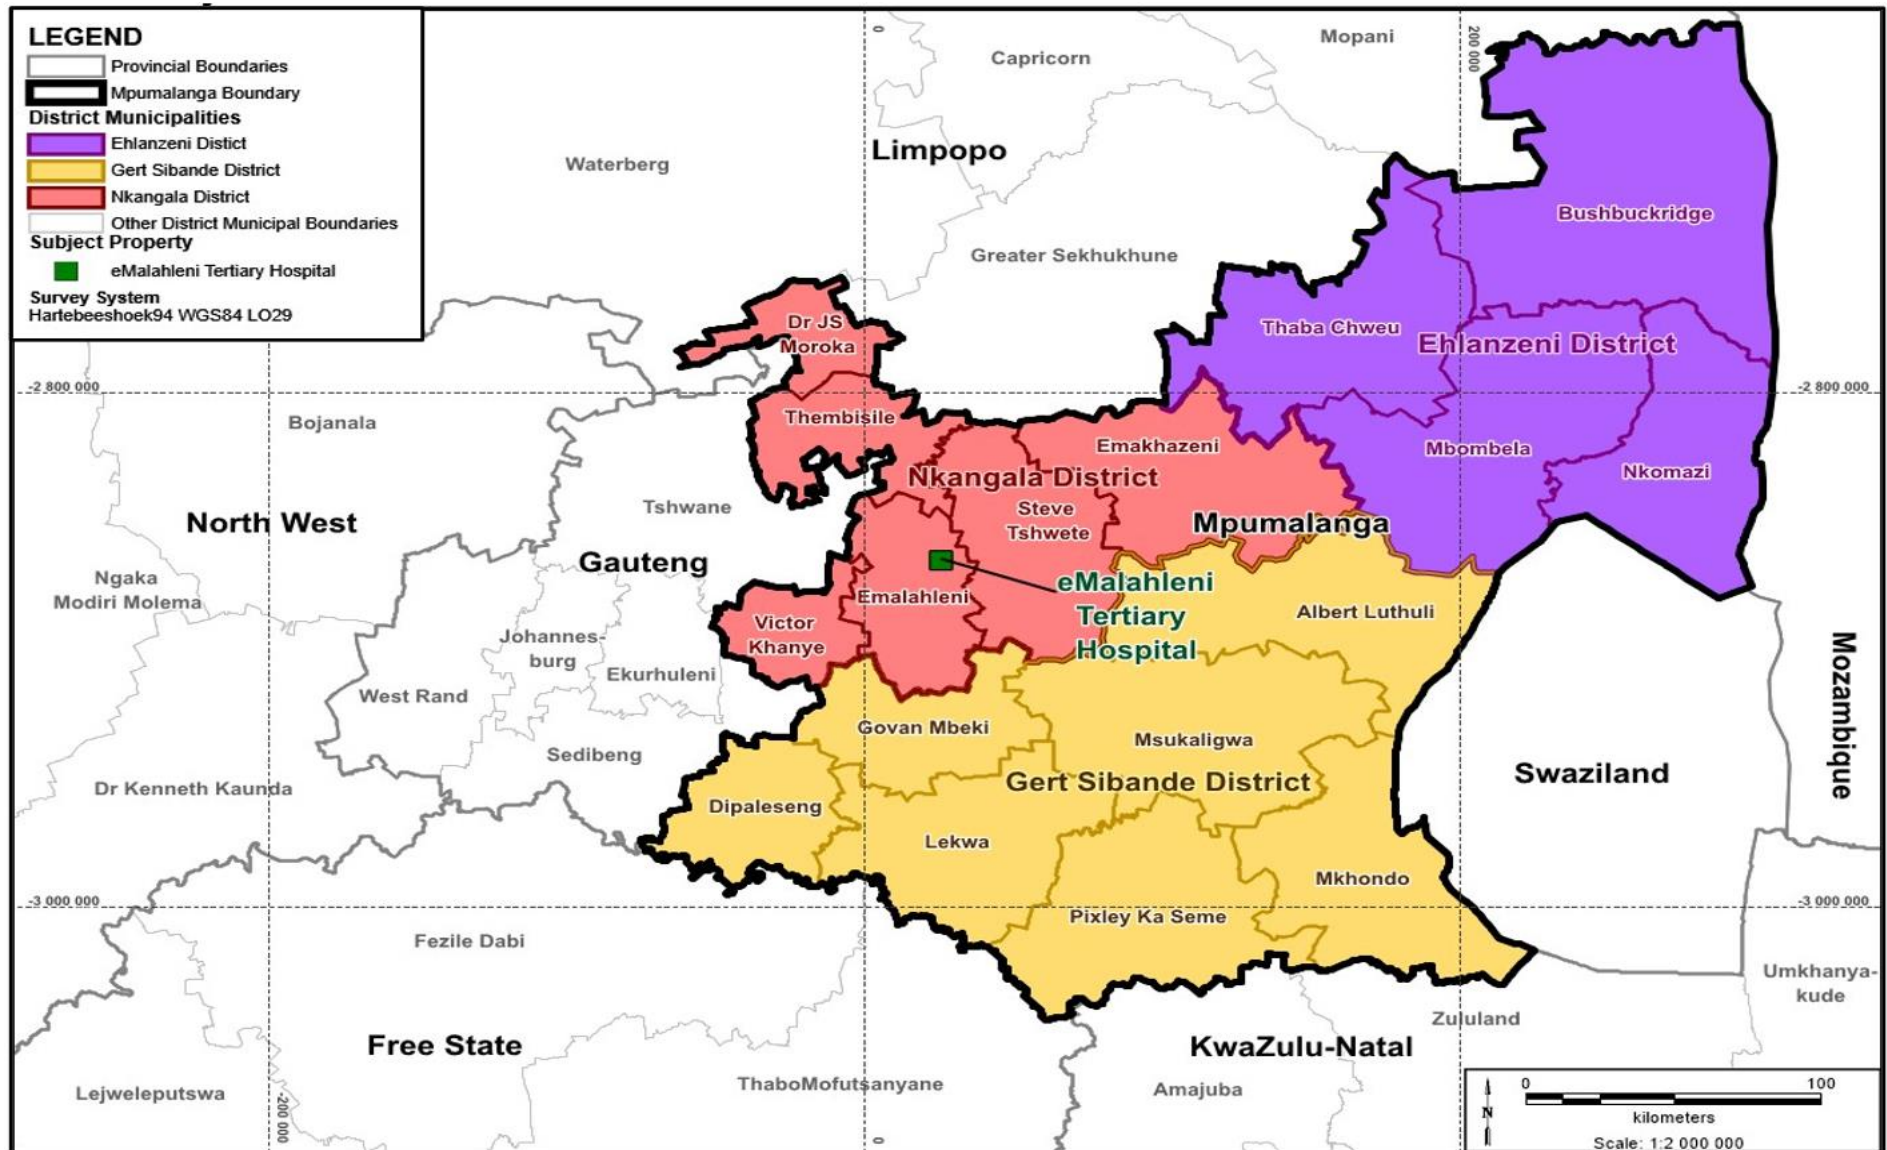 LEGEND
Provincial Boundaries
Mpumalanga Boundary
District Municipalities
Ehlanzeni Distict
Gert Sibande District
Nkangala District
Other District Municipal Boundaries
Subject Property
eMalahleni Tertiary Hospital
Survey System
Hartebeeshoek94 WGS84 LO29
0
200 000
Mopani
Capricorn
Limpopo
Waterberg
Bushbuckridge
Greater Sekhukhune
Dr JS
Moroka
Thaba Chweu
Ehlanzeni District
-2 800 000
-2 800 000
Bojanala
Thembisile
Emakhazeni
Mbombela
Nkomazi
Nkangala District
Tshwane
Steve
Tshwete
North West
Mpumalanga
Gauteng
Ngaka
Modiri Molema
eMalahleni
Tertiary
Hospital
Emalahleni
Albert Luthuli
Victor
Khanye
Johannes-
burg
Ekurhuleni
West Rand
Mozambique
Govan Mbeki
Msukaligwa
Sedibeng
Swaziland
Gert Sibande District
Dr Kenneth Kaunda
Dipaleseng
Lekwa
Mkhondo
-3 000 000
-3 000 000
Pixley Ka Seme
Fezile Dabi
Umkhanya-
kude
Zululand
Free State
KwaZulu-Natal
ThaboMofutsanyane
Amajuba
Lejweleputswa
-200 000
0
N
0
100
kilometers
Scale: 1:2 000 000